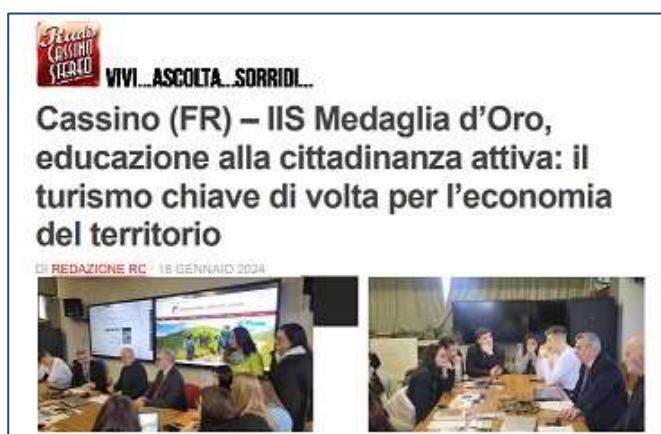 Radio
CASSINO
STEREO
VIVI...ASCOLTA...SORRIDI...
Cassino (FR) – IIS Medaglia d’Oro,
educazione alla cittadinanza attiva: il
turismo chiave di volta per l’economia
del territorio
DI REDAZIONE RC · 18 GENNAIO 2024